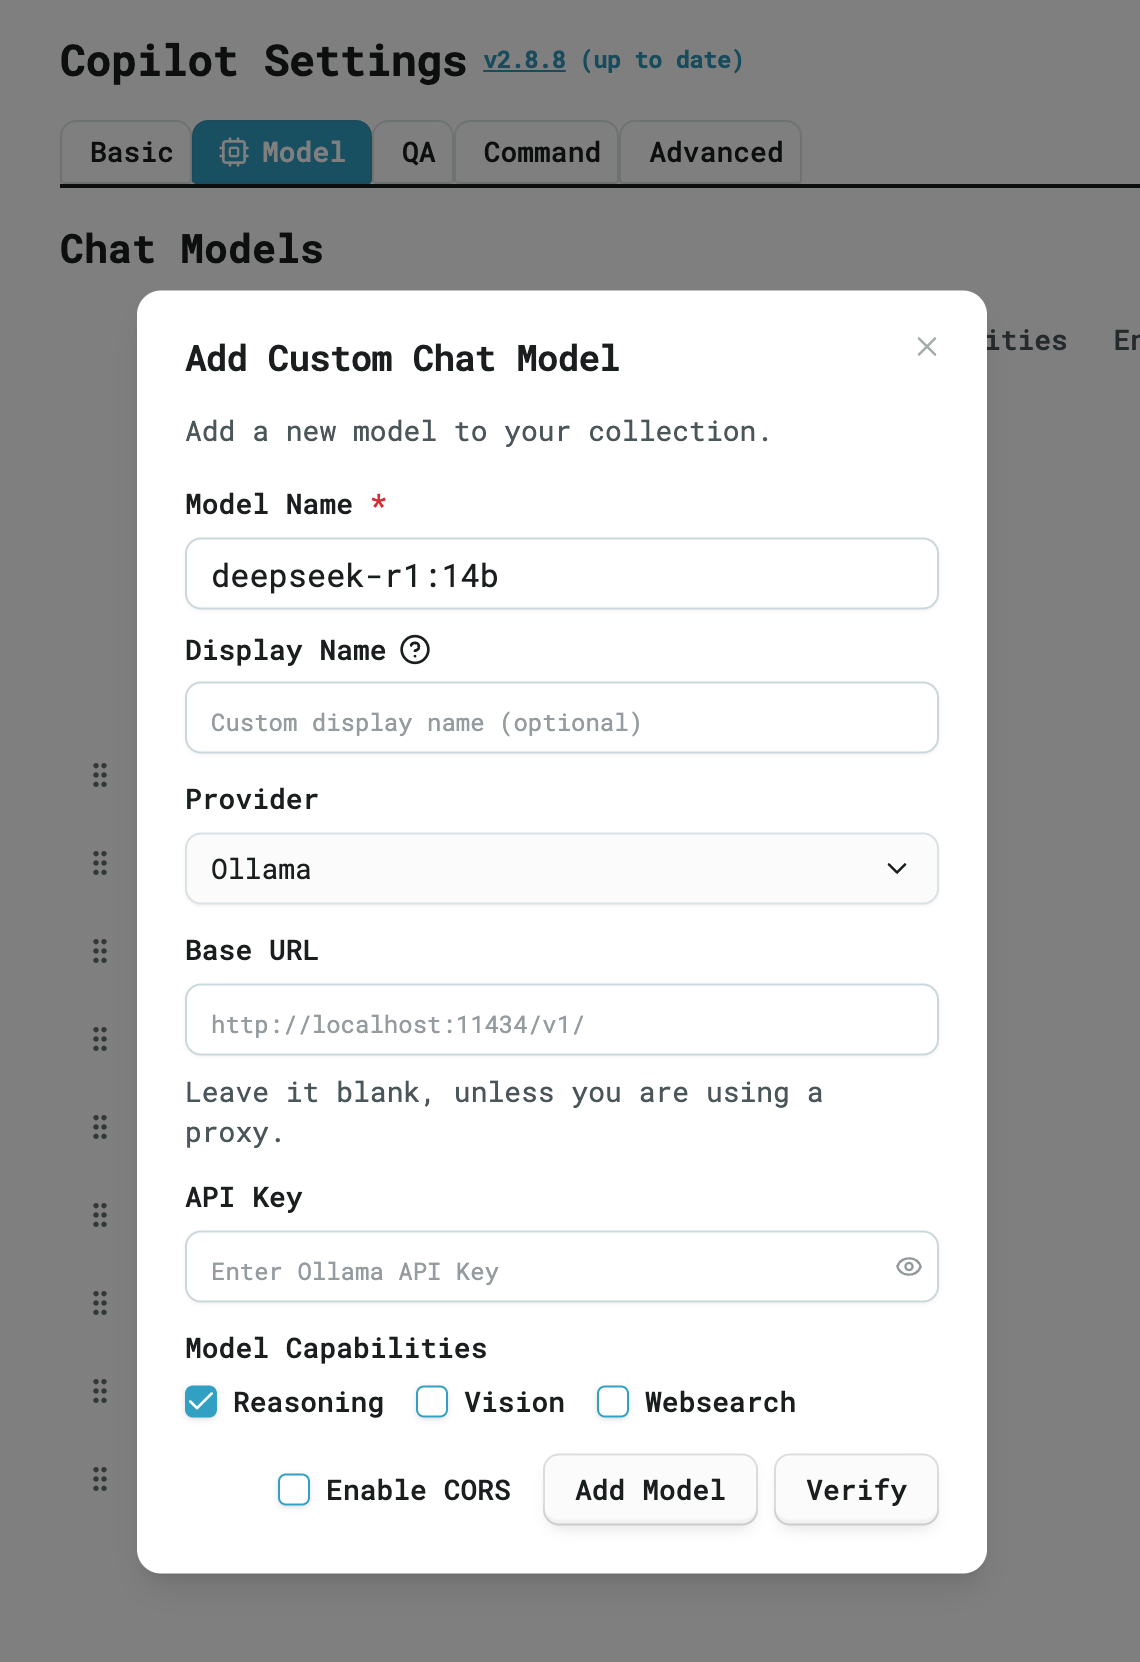 Copilot Settings v2.8.8 (up to date)
Basic Model QA Command Advanced
Chat Models
ities
Add Custom Chat Model
Add a new model to your collection.
Model Name *
deepseek-r1:14b
Display Name ?
Custom display name (optional)
Provider
Ollama
Base URL
http://localhost:11434/v1/
Leave it blank, unless you are using a
proxy.
API Key
Enter Ollama API Key
Model Capabilities
Reasoning Vision Websearch
Enable CORS Add Model Verify